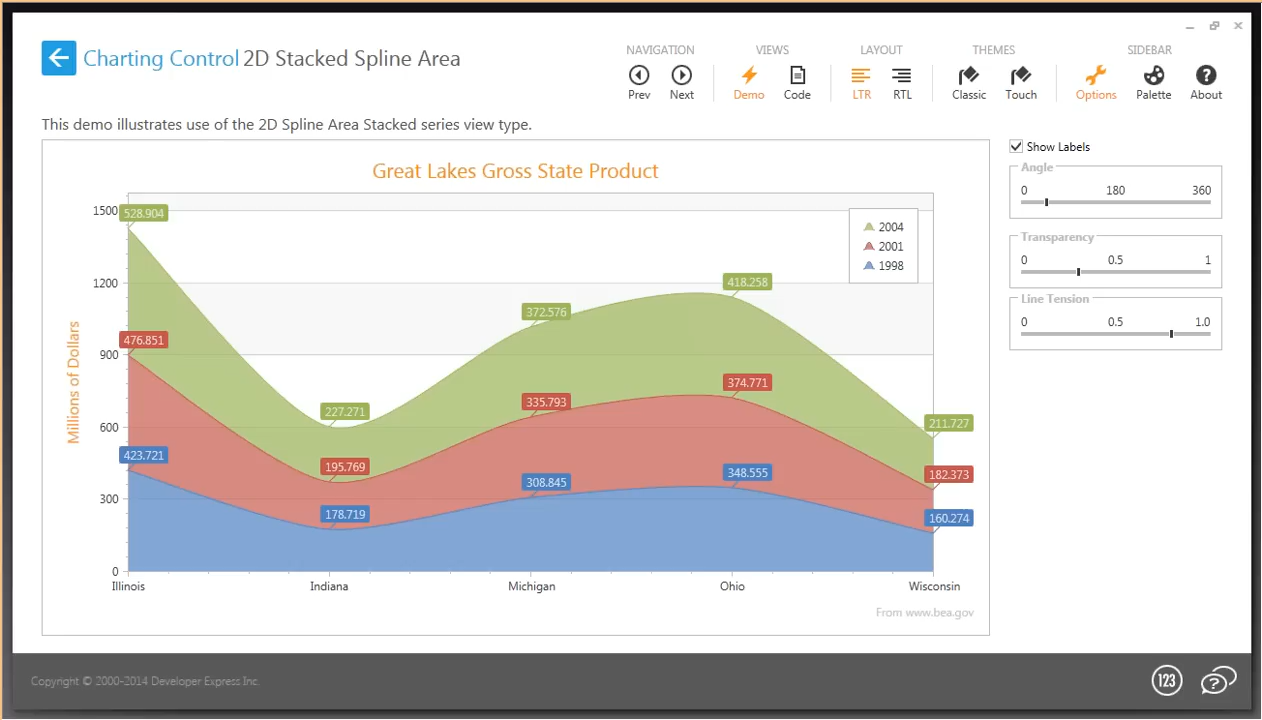 Charting Control 2D Stacked Spline Area
NAVIGATION VIEWS LAYOUT THEMES SIDEBAR
Prev Next Demo Code LTR RTL Classic Touch Options Palette About
This demo illustrates use of the 2D Spline Area Stacked series view type.
Show Labels
Angle
0 180 360
Transparency
0 0.5 1
Line Tension
0 0.5 1.0
Great Lakes Gross State Product
Millions of Dollars
1500
1200
900
600
300
0
2004
2001
1998
528.904
476.851
423.721
227.271
195.769
178.719
372.576
335.793
308.845
418.258
374.771
348.555
211.727
182.373
160.274
Illinois Indiana Michigan Ohio Wisconsin
From www.bea.gov
Copyright © 2000-2014 Developer Express Inc.
123
?